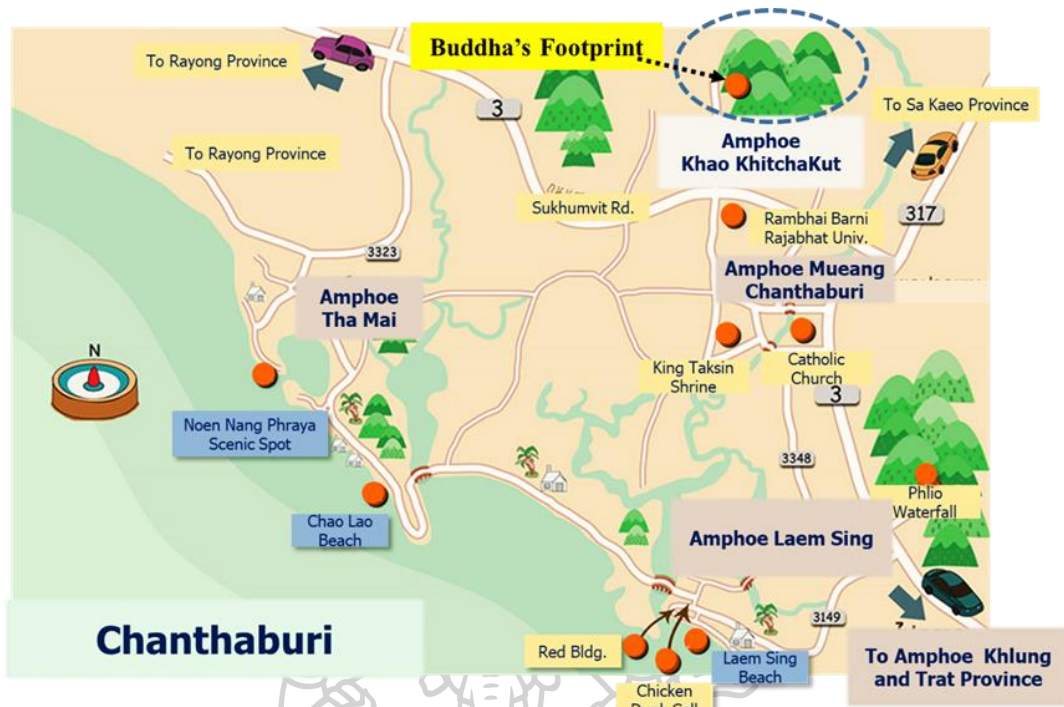 Buddha's Footprint
To Rayong Province
To Sa Kaeo Province
3
To Rayong Province
Amphoe
Khao KhitchaKut
Sukhumvit Rd.
Rambhai Barni
Rajabhat Univ.
317
3323
Amphoe Mueang
Chanthaburi
Amphoe
Tha Mai
N
King Taksin
Shrine
Catholic
Church
3
Noen Nang Phraya
Scenic Spot
3348
Phlio
Waterfall
Chao Lao
Beach
Amphoe Laem Sing
3149
Chanthaburi
Red Bldg.
Laem Sing
Beach
To Amphoe Khlung
and Trat Province
Chicken